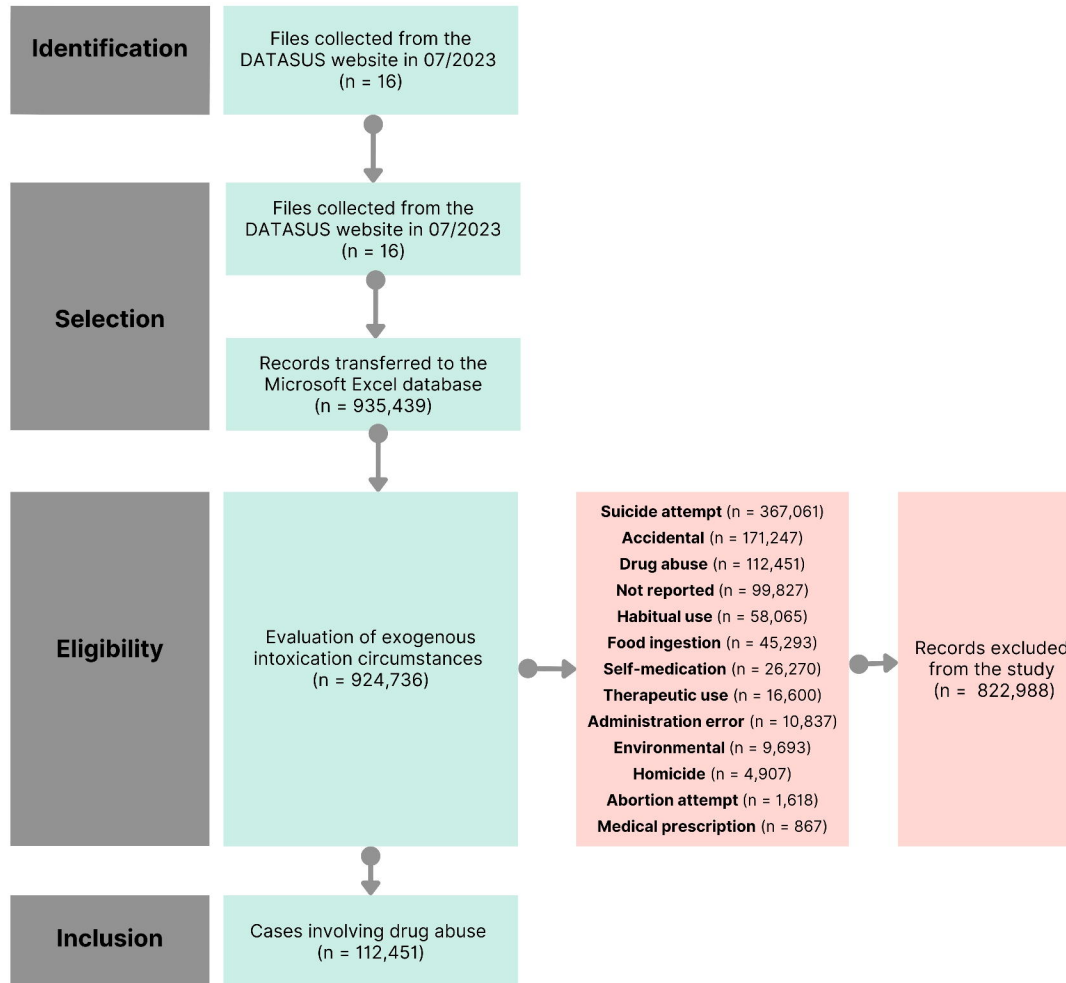 Identification
Files collected from the
DATASUS website in 07/2023
(n = 16)
Selection
Files collected from the
DATASUS website in 07/2023
(n = 16)
Records transferred to the
Microsoft Excel database
(n = 935,439)
Eligibility
Evaluation of exogenous
intoxication circumstances
(n = 924,736)
Suicide attempt (n = 367,061)
Accidental (n = 171,247)
Drug abuse (n = 112,451)
Not reported (n = 99,827)
Habitual use (n = 58,065)
Food ingestion (n = 45,293)
Self-medication (n = 26,270)
Therapeutic use (n = 16,600)
Administration error (n = 10,837)
Environmental (n = 9,693)
Homicide (n = 4,907)
Abortion attempt (n = 1,618)
Medical prescription (n = 867)
Records excluded
from the study
(n = 822,988)
Inclusion
Cases involving drug abuse
(n = 112,451)